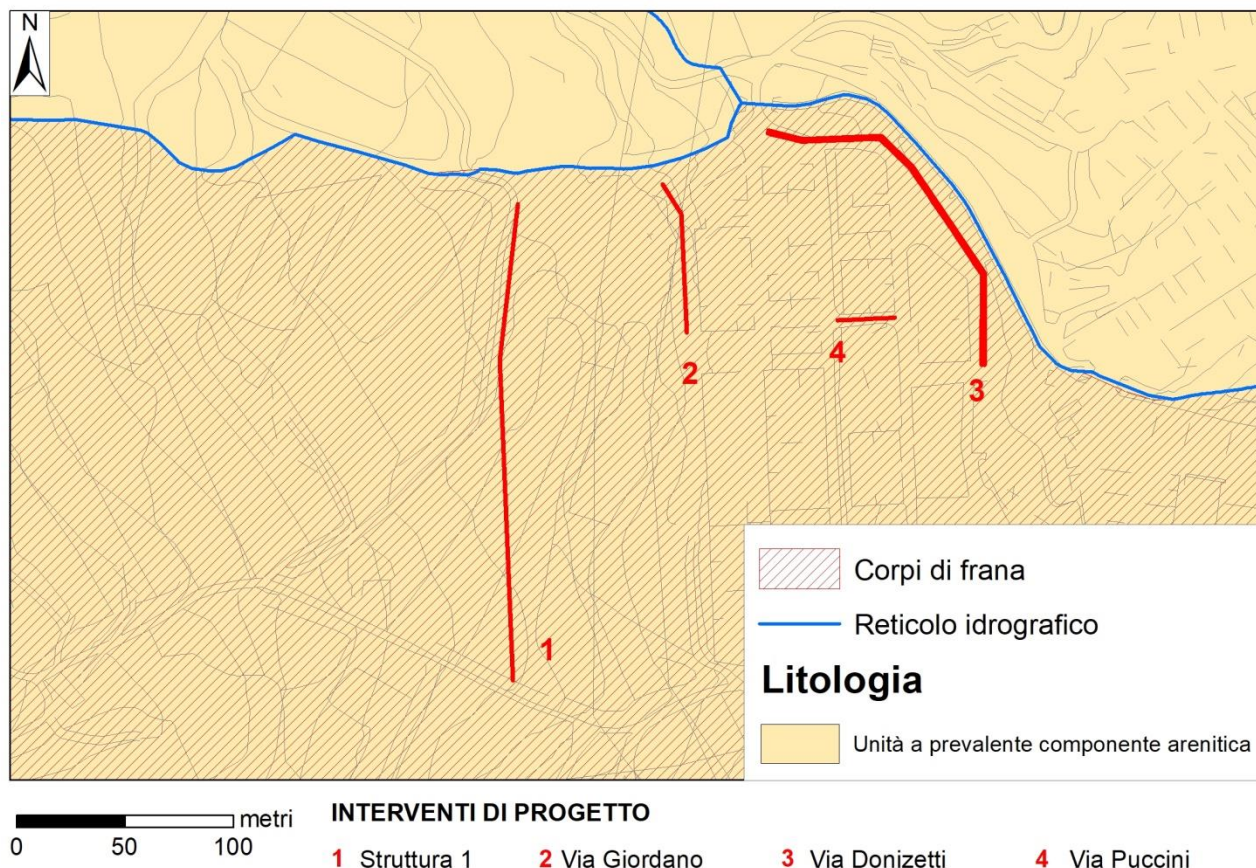 N
2
4
3
1
Corpi di frana
Reticolo idrografico
Litologia
Unità a prevalente componente arenitica
metri
0 50 100
INTERVENTI DI PROGETTO
1 Struttura 1 2 Via Giordano 3 Via Donizetti 4 Via Puccini